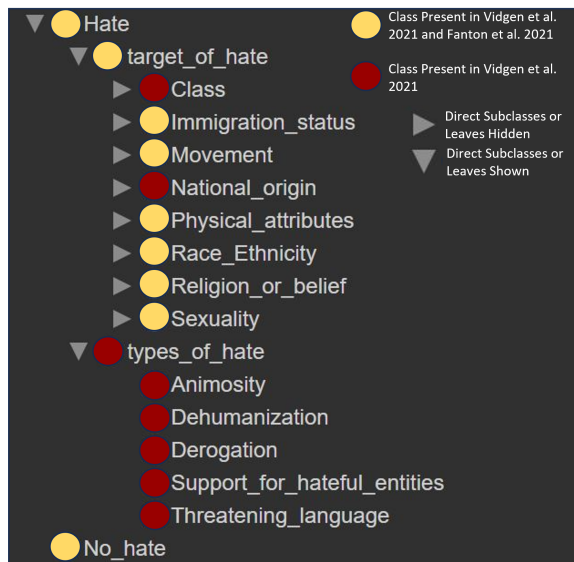 Hate
target_of_hate
Class
Immigration_status
Movement
National_origin
Physical_attributes
Race_Ethnicity
Religion_or_belief
Sexuality
types_of_hate
Animosity
Dehumanization
Derogation
Support_for_hateful_entities
Threatening_language
No_hate
Class Present in Vidgen et al.
2021 and Fanton et al. 2021
Class Present in Vidgen et al.
2021
Direct Subclasses or
Leaves Hidden
Direct Subclasses or
Leaves Shown